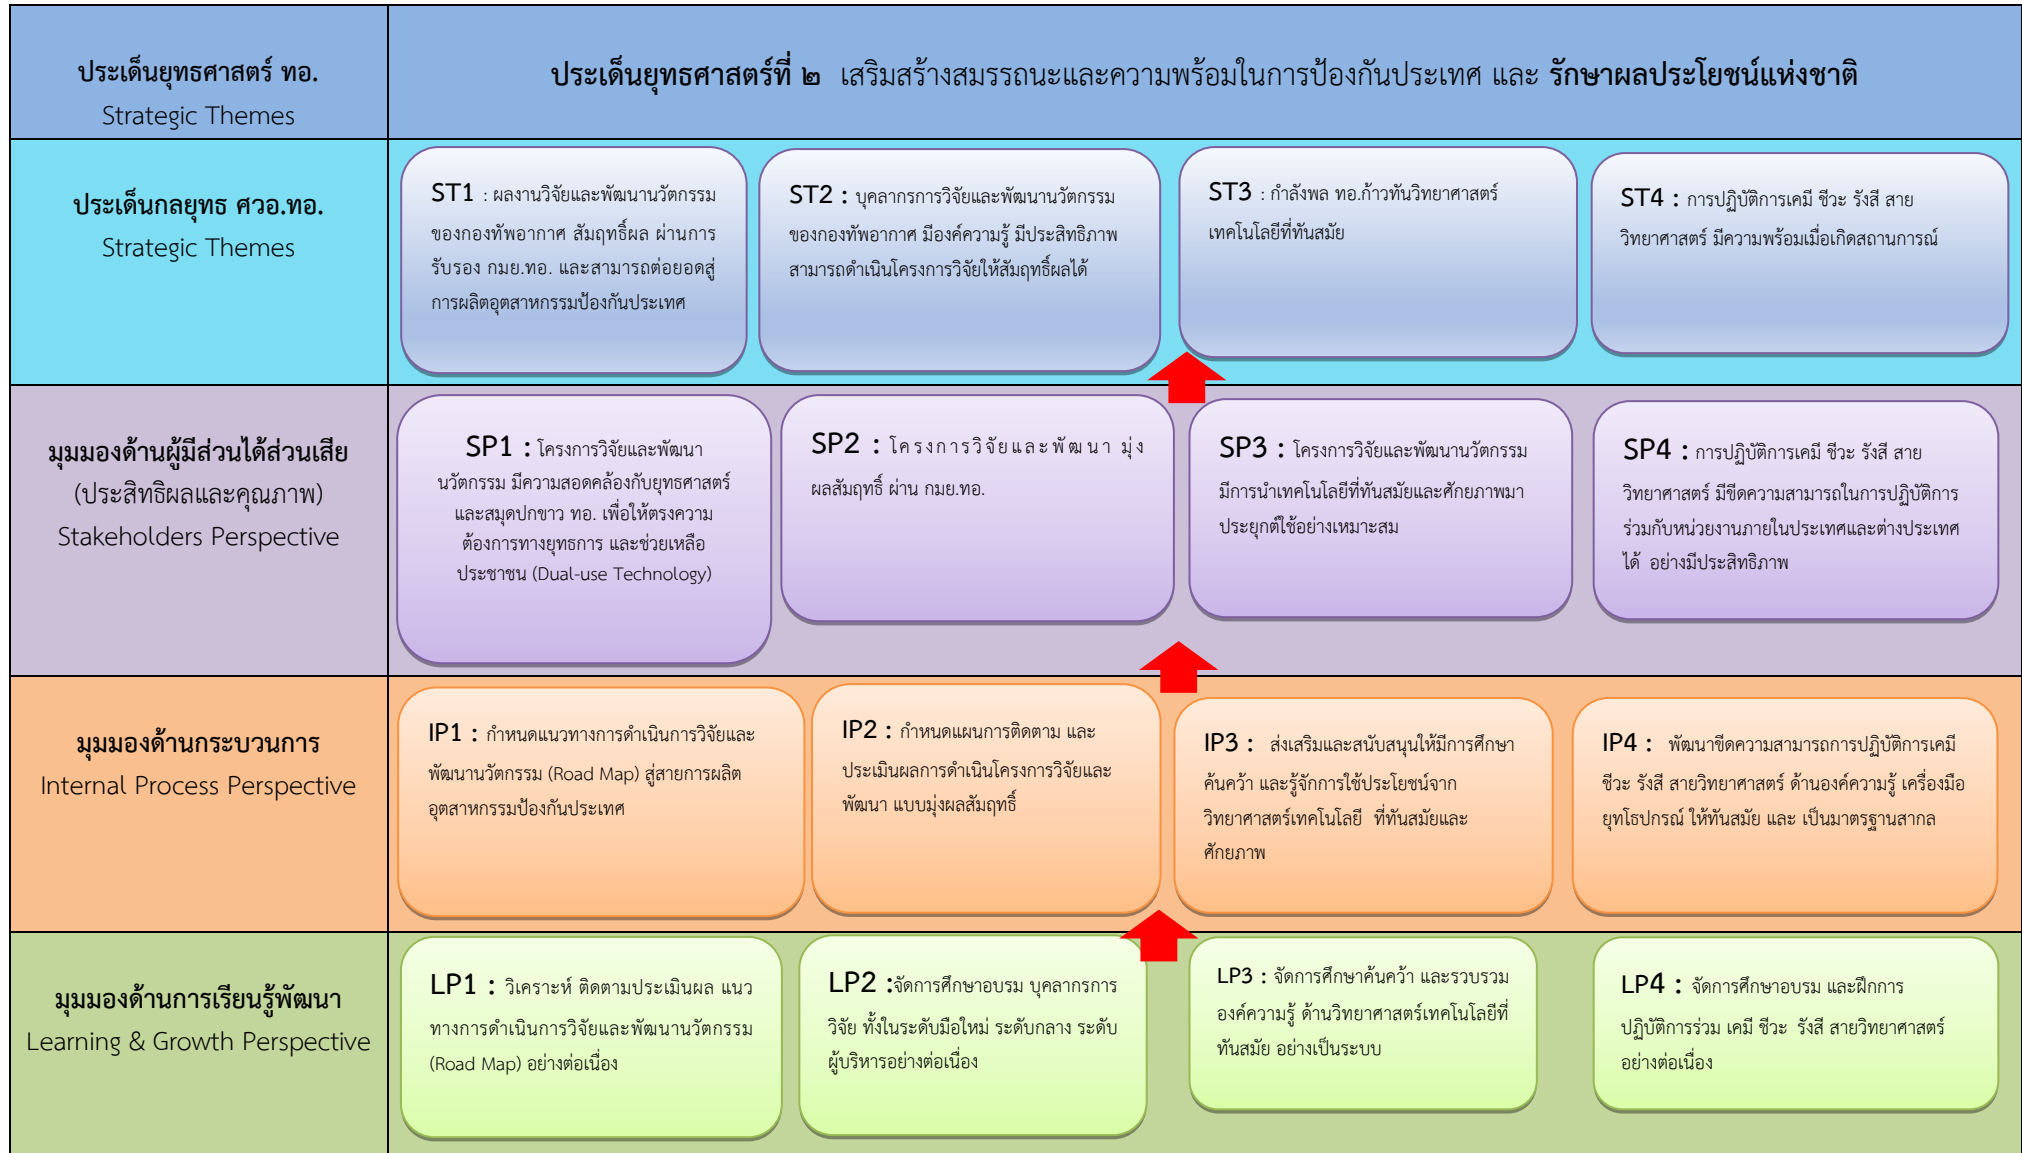 ประเด็นยุทธศาสตร์ ทอ.
Strategic Themes
ประเด็นยุทธศาสตร์ที่ ๒ เสริมสร้างสมรรถนะและความพร้อมในการป้องกันประเทศ และ รักษาผลประโยชน์แห่งชาติ
ประเด็นกลยุทธ ศวอ.ทอ.
Strategic Themes
ST1 : ผลงานวิจัยและพัฒนานวัตกรรม
ของกองทัพอากาศ สัมฤทธิ์ผล ผ่านการ
รับรอง กมย.ทอ. และสามารถต่อยอดสู่
การผลิตอุตสาหกรรมป้องกันประเทศ
ST2 : บุคลากรการวิจัยและพัฒนานวัตกรรม
ของกองทัพอากาศ มีองค์ความรู้ มีประสิทธิภาพ
สามารถดำเนินโครงการวิจัยให้สัมฤทธิ์ผลได้
ST3 : กำลังพล ทอ.ก้าวทันวิทยาศาสตร์
เทคโนโลยีที่ทันสมัย
ST4 : การปฏิบัติการเคมี ชีวะ รังสี สาย
วิทยาศาสตร์ มีความพร้อมเมื่อเกิดสถานการณ์
มุมมองด้านผู้มีส่วนได้ส่วนเสีย
(ประสิทธิผลและคุณภาพ)
Stakeholders Perspective
SP1 : โครงการวิจัยและพัฒนา
นวัตกรรม มีความสอดคล้องกับยุทธศาสตร์
และสมุดปกขาว ทอ. เพื่อให้ตรงความ
ต้องการทางยุทธการ และช่วยเหลือ
ประชาชน (Dual-use Technology)
SP2 : โครงการวิจัยและพัฒนา มุ่ง
ผลสัมฤทธิ์ ผ่าน กมย.ทอ.
SP3 : โครงการวิจัยและพัฒนานวัตกรรม
มีการนำเทคโนโลยีที่ทันสมัยและศักยภาพมา
ประยุกต์ใช้อย่างเหมาะสม
SP4 : การปฏิบัติการเคมี ชีวะ รังสี สาย
วิทยาศาสตร์ มีขีดความสามารถในการปฏิบัติการ
ร่วมกับหน่วยงานภายในประเทศและต่างประเทศ
ได้ อย่างมีประสิทธิภาพ
มุมมองด้านกระบวนการ
Internal Process Perspective
IP1 : กำหนดแนวทางการดำเนินการวิจัยและ
พัฒนานวัตกรรม (Road Map) สู่สายการผลิต
อุตสาหกรรมป้องกันประเทศ
IP2 : กำหนดแผนการติดตาม และ
ประเมินผลการดำเนินโครงการวิจัยและ
พัฒนา แบบมุ่งผลสัมฤทธิ์
IP3 : ส่งเสริมและสนับสนุนให้มีการศึกษา
ค้นคว้า และรู้จักการใช้ประโยชน์จาก
วิทยาศาสตร์เทคโนโลยี ที่ทันสมัยและ
ศักยภาพ
IP4 : พัฒนาขีดความสามารถการปฏิบัติการเคมี
ชีวะ รังสี สายวิทยาศาสตร์ ด้านองค์ความรู้ เครื่องมือ
ยุทโธปกรณ์ ให้ทันสมัย และ เป็นมาตรฐานสากล
มุมมองด้านการเรียนรู้พัฒนา
Learning & Growth Perspective
LP1 : วิเคราะห์ ติดตามประเมินผล แนว
ทางการดำเนินการวิจัยและพัฒนานวัตกรรม
(Road Map) อย่างต่อเนื่อง
LP2 :จัดการศึกษาอบรม บุคลากรการ
วิจัย ทั้งในระดับมือใหม่ ระดับกลาง ระดับ
ผู้บริหารอย่างต่อเนื่อง
LP3 : จัดการศึกษาค้นคว้า และรวบรวม
องค์ความรู้ ด้านวิทยาศาสตร์เทคโนโลยีที่
ทันสมัย อย่างเป็นระบบ
LP4 : จัดการศึกษาอบรม และฝึกการ
ปฏิบัติการร่วม เคมี ชีวะ รังสี สายวิทยาศาสตร์
อย่างต่อเนื่อง